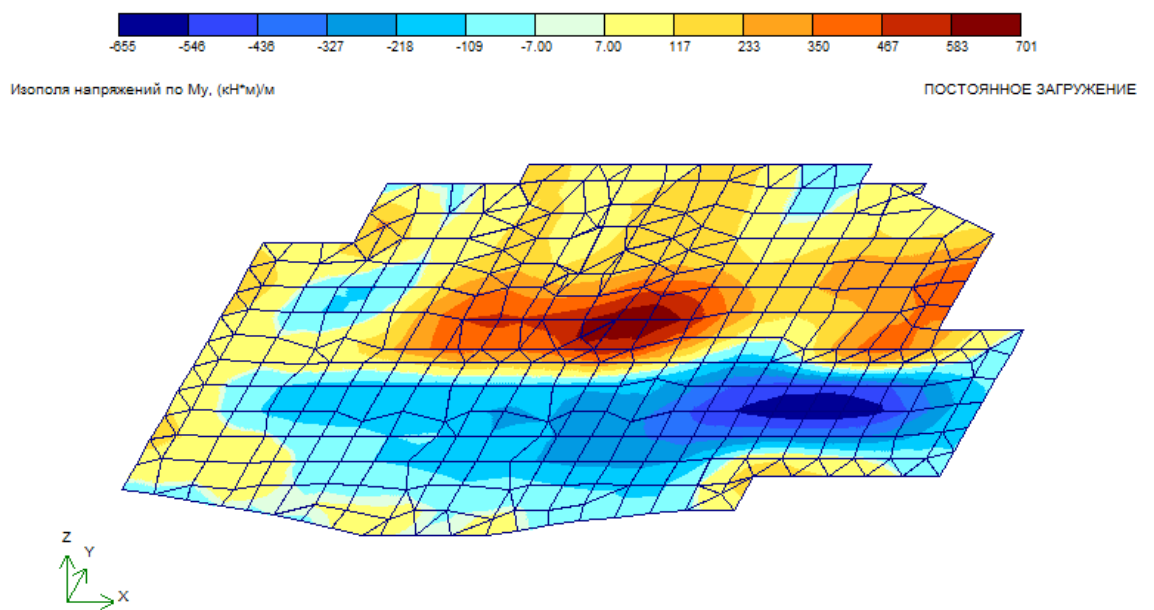 -655 -546 -436 -327 -218 -109 -7.00 7.00 117 233 350 467 583 701
Изополя напряжений по My, (кН*м)/м ПОСТОЯННОЕ ЗАГРУЖЕНИЕ
Z
Y
X